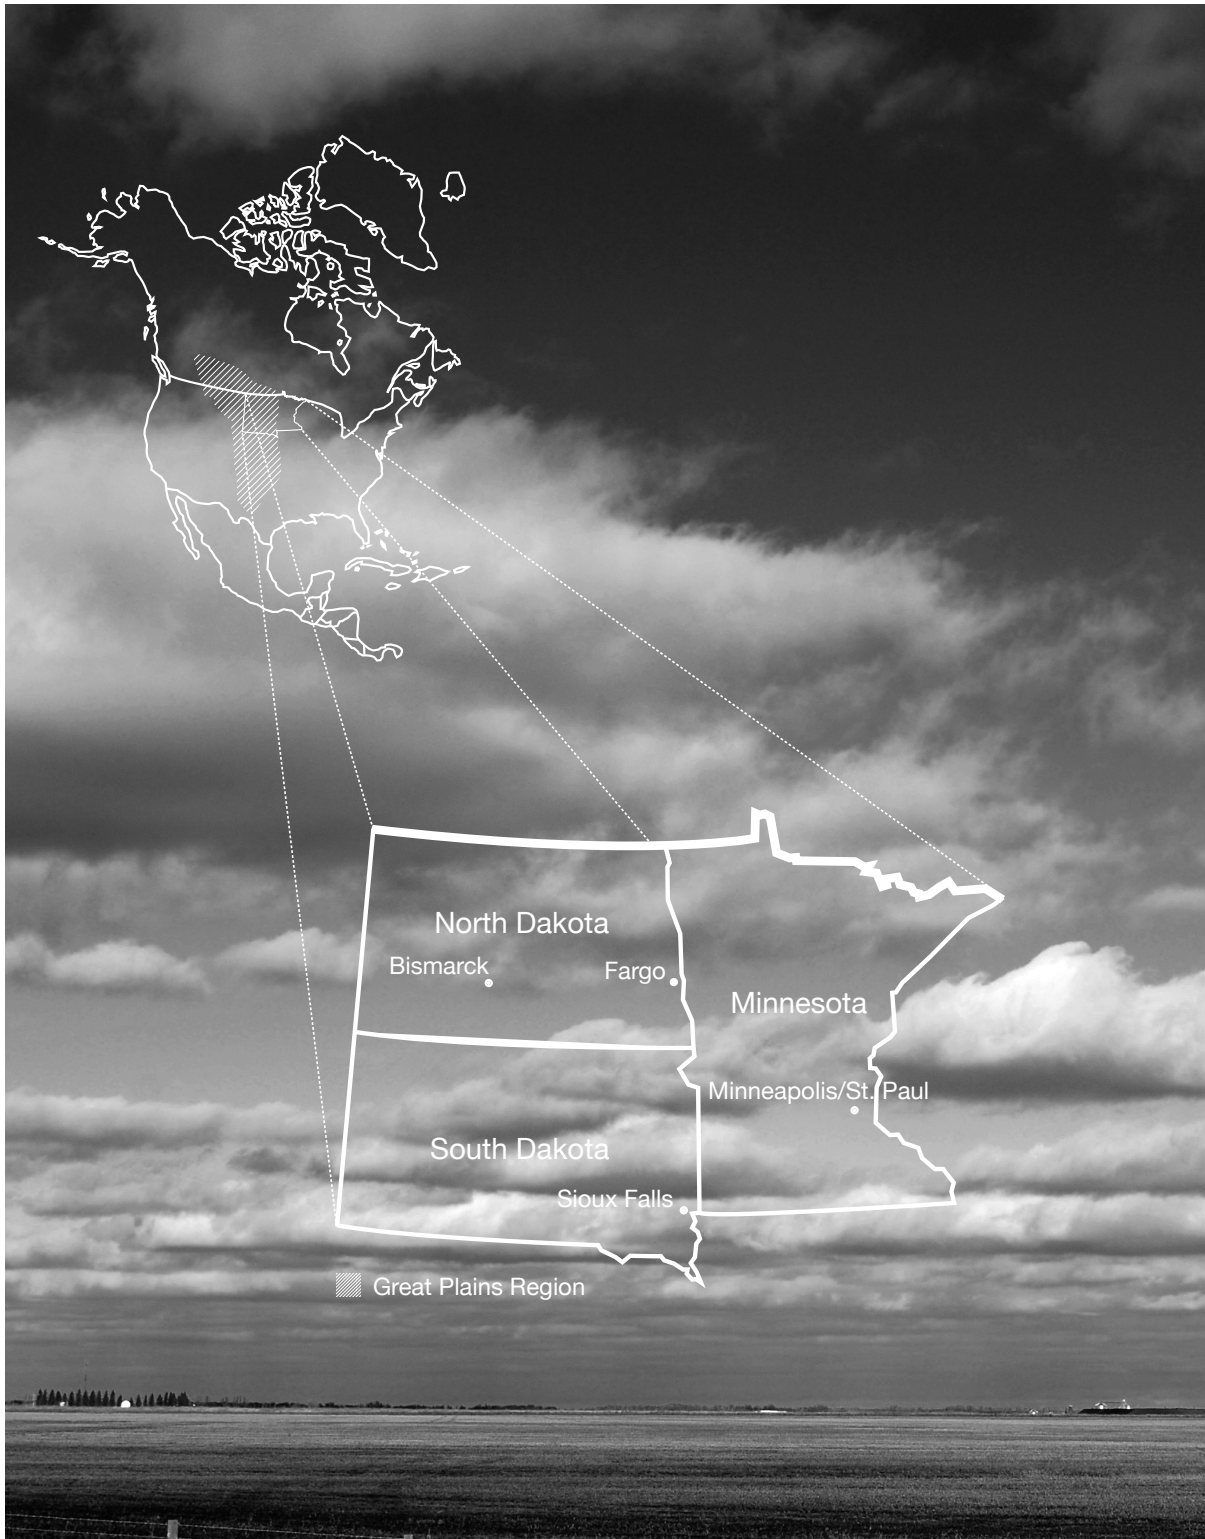 North Dakota
Bismarck
Fargo
Minnesota
Minneapolis/St. Paul
South Dakota
Sioux Falls
Great Plains Region